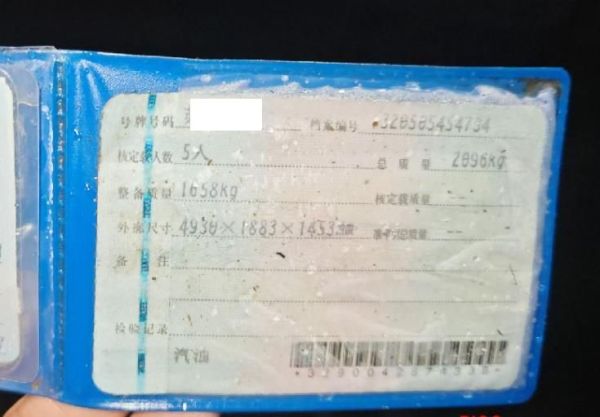 号牌号码 档案编号 320505454734
核定载人数 5人 总质量 2096kg
整备质量 1658kg 核定载质量 --
外廓尺寸 4930×1883×1453mm 准牵引总质量 --
备注
检验记录
汽油